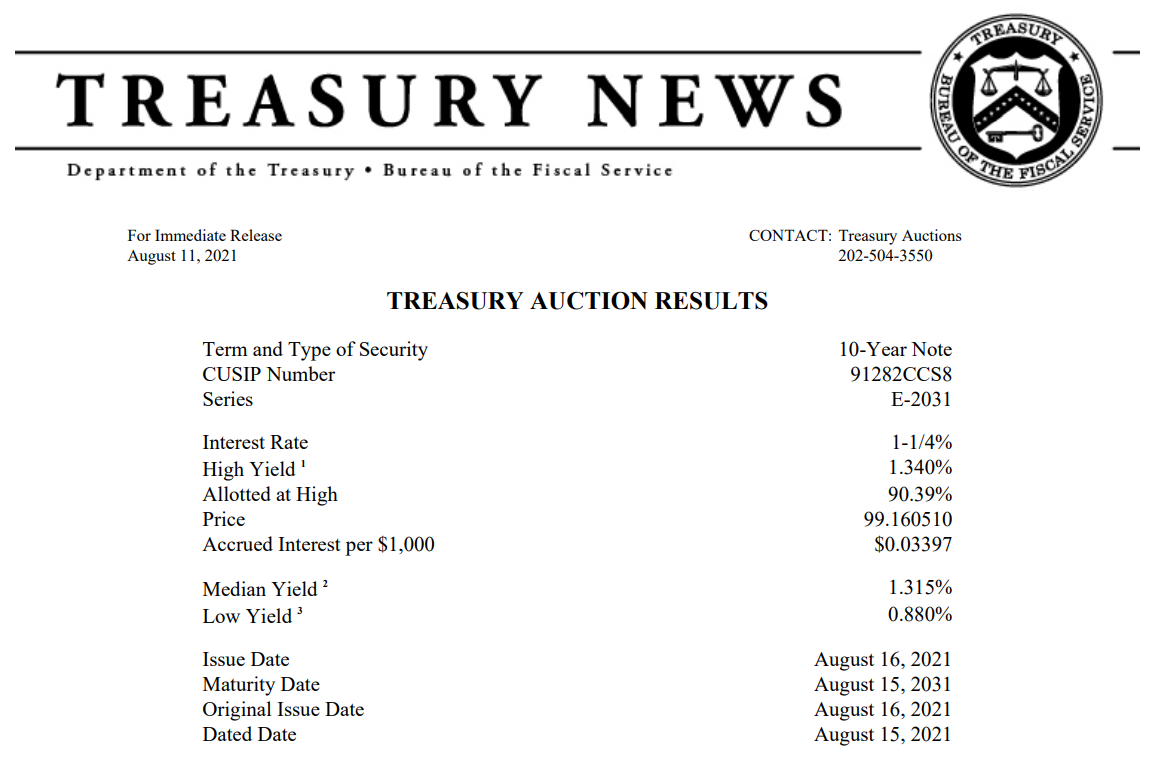 TREASURY NEWS
Department of the Treasury • Bureau of the Fiscal Service
TREASURY
BUREAU OF THE FISCAL SERVICE
For Immediate Release CONTACT: Treasury Auctions
August 11, 2021 202-504-3550
TREASURY AUCTION RESULTS
Term and Type of Security 10-Year Note
CUSIP Number 91282CCS8
Series E-2031
Interest Rate 1-1/4%
High Yield ¹ 1.340%
Allotted at High 90.39%
Price 99.160510
Accrued Interest per $1,000 $0.03397
Median Yield ² 1.315%
Low Yield ³ 0.880%
Issue Date August 16, 2021
Maturity Date August 15, 2031
Original Issue Date August 16, 2021
Dated Date August 15, 2021